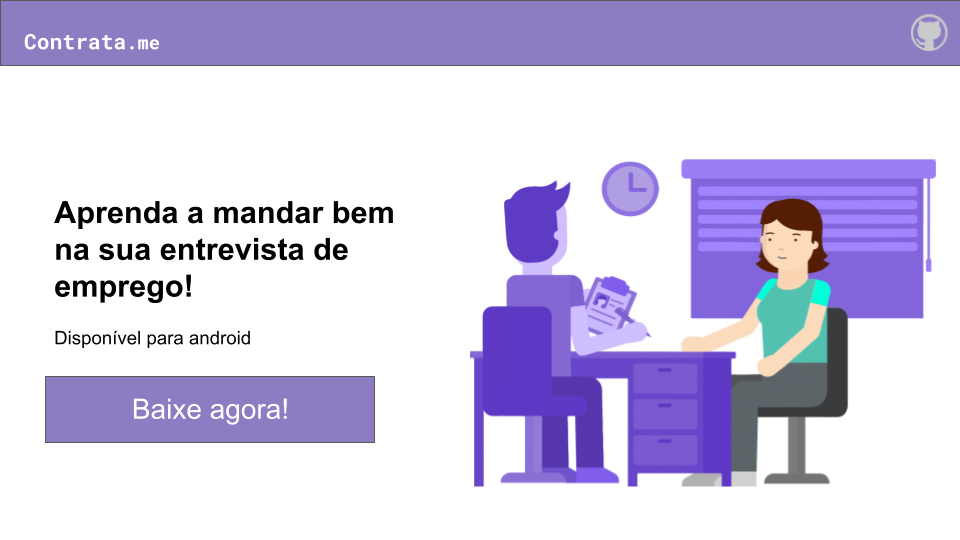 Contrata.me
Aprenda a mandar bem
na sua entrevista de
emprego!
Disponível para android
Baixe agora!